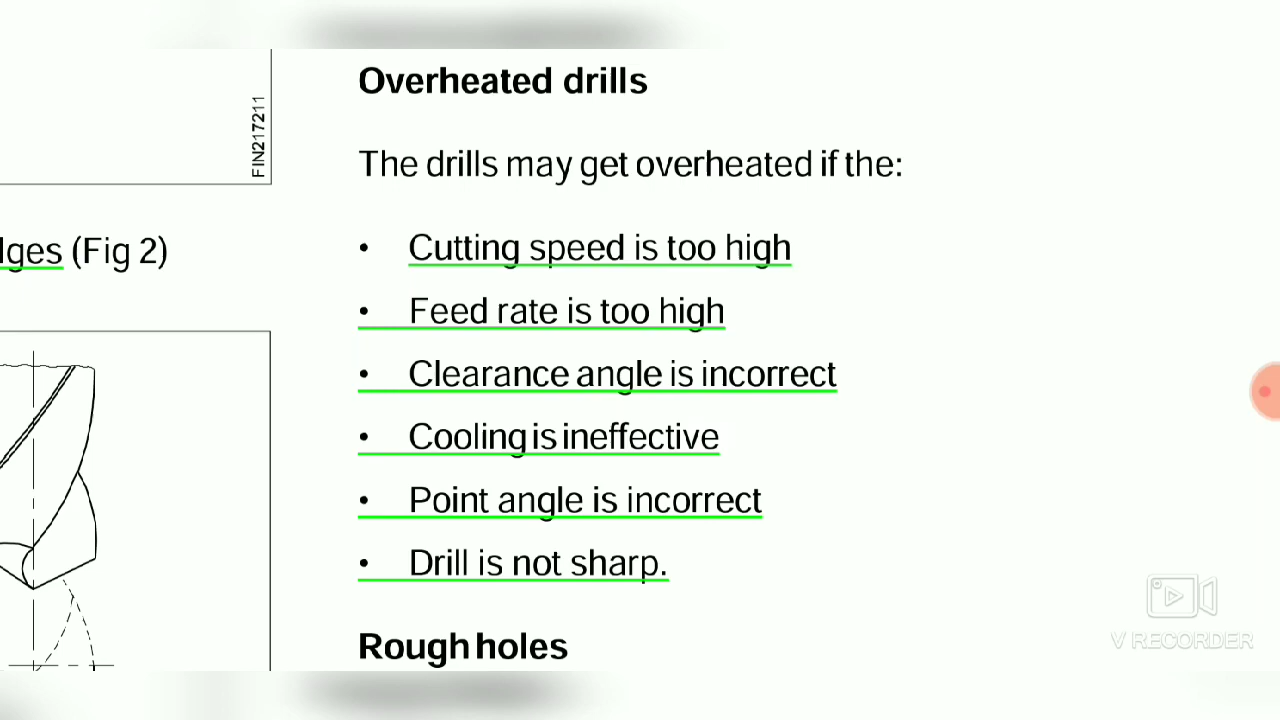 FIN217211
lges (Fig 2)
Overheated drills
The drills may get overheated if the:
• Cutting speed is too high
• Feed rate is too high
• Clearance angle is incorrect
• Cooling is ineffective
• Point angle is incorrect
• Drill is not sharp.
Rough holes
V RECORDER